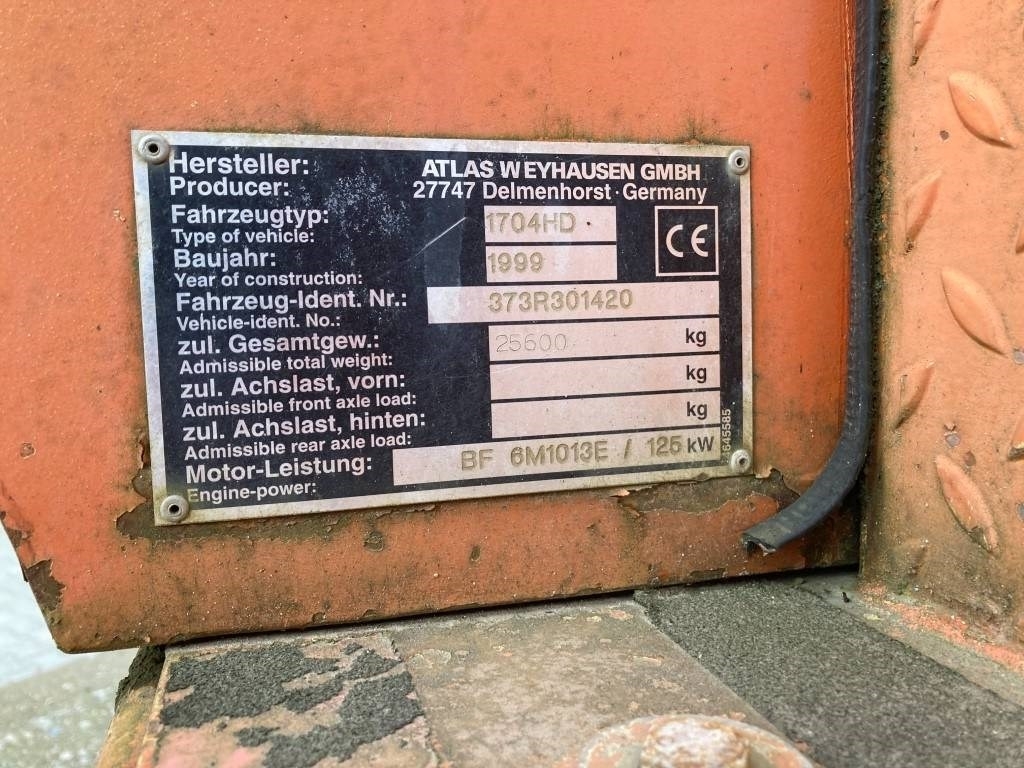 Hersteller: ATLAS WEYHAUSEN GMBH
Producer: 27747 Delmenhorst · Germany
Fahrzeugtyp: 1704HD
Type of vehicle:
CE
Baujahr: 1999
Year of construction:
Fahrzeug-Ident. Nr.: 373R301420
Vehicle-ident. No.:
zul. Gesamtgew.: 25600 kg
Admissible total weight:
zul. Achslast, vorn: kg
Admissible front axle load:
zul. Achslast, hinten: kg
Admissible rear axle load:
Motor-Leistung: BF 6M1013E / 125 kW
Engine-power: